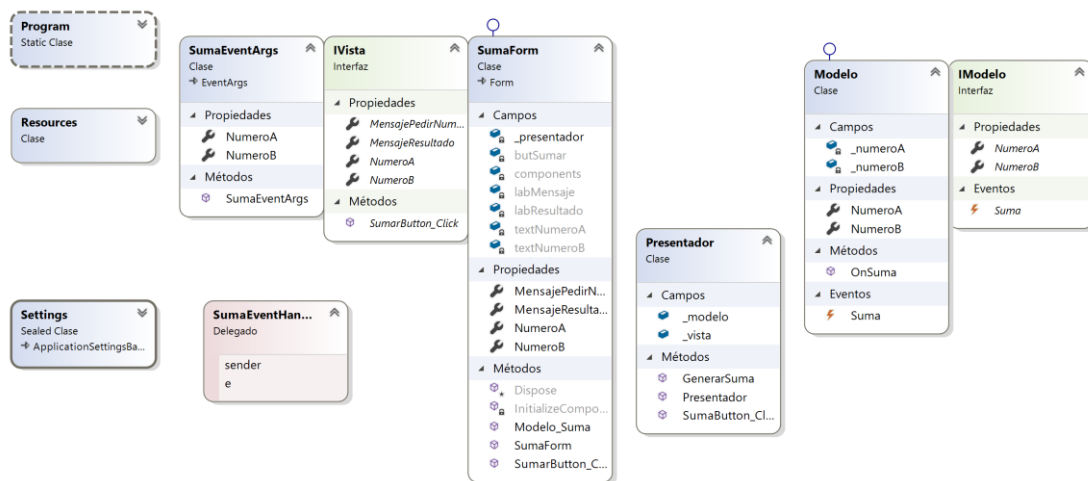 Program
Static Clase
Resources
Clase
Settings
Sealed Clase
ApplicationSettingsBa...
SumaEventArgs
Clase
EventArgs
Propiedades
NumeroA
NumeroB
Métodos
SumaEventArgs
SumaEventHan...
Delegado
sender
e
IVista
Interfaz
Propiedades
MensajePedirNum...
MensajeResultado
NumeroA
NumeroB
Métodos
SumarButton_Click
SumaForm
Clase
Form
Campos
_presentador
butSumar
components
labMensaje
labResultado
textNumeroA
textNumeroB
Propiedades
MensajePedirN...
MensajeResulta...
NumeroA
NumeroB
Métodos
Dispose
InitializeCompo...
Modelo_Suma
SumaForm
SumarButton_C...
Presentador
Clase
Campos
_modelo
_vista
Métodos
GenerarSuma
Presentador
SumaButton_Cl...
Modelo
Clase
Campos
_numeroA
_numeroB
Propiedades
NumeroA
NumeroB
Métodos
OnSuma
Eventos
Suma
IModelo
Interfaz
Propiedades
NumeroA
NumeroB
Eventos
Suma